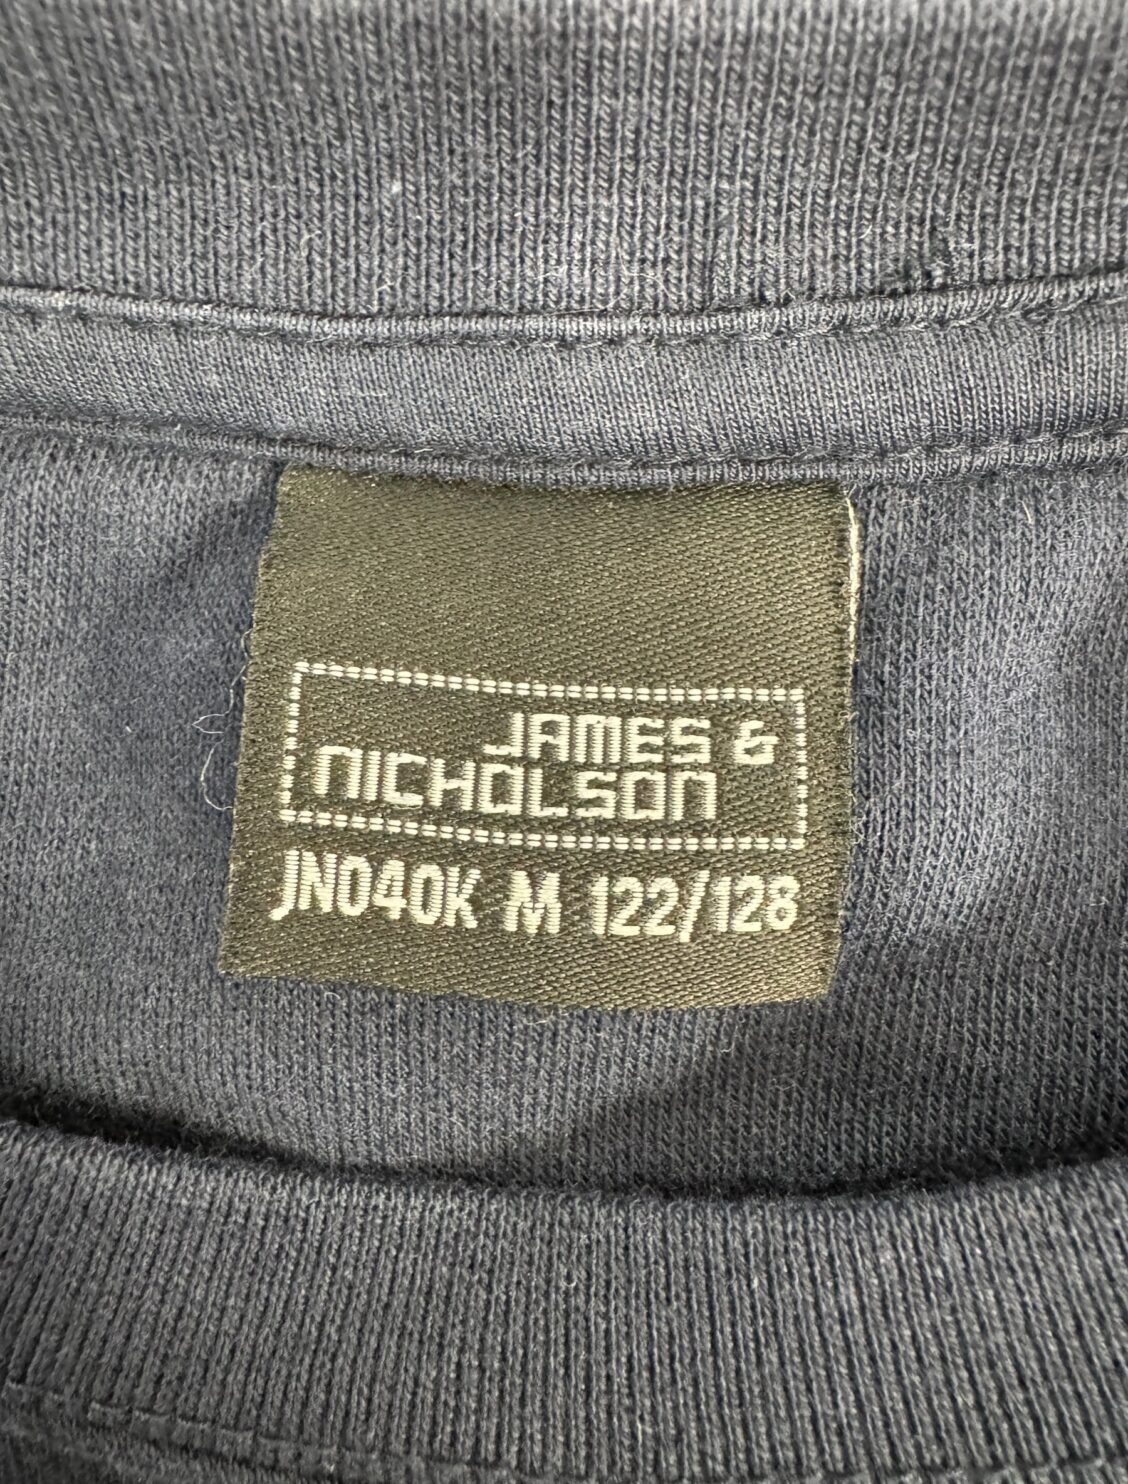 JAMES &
NICHOLSON
JN040K M 122/128